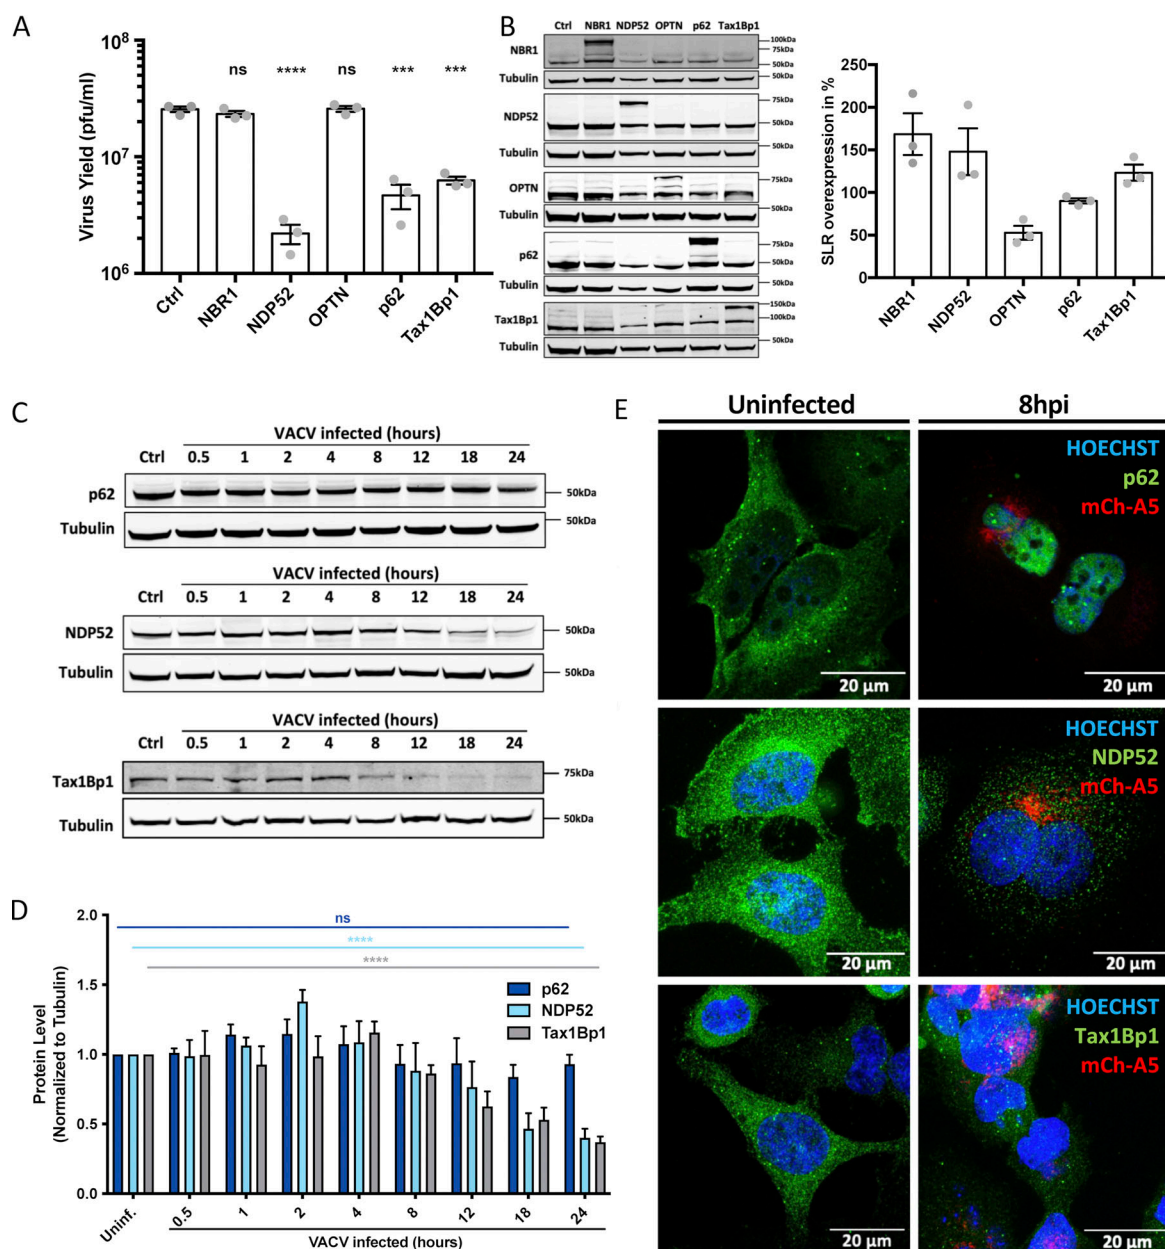 A
Virus Yield (pfu/ml)
10⁸
10⁷
10⁶
ns
****
ns
***
***
Ctrl
NBR1
NDP52
OPTN
p62
Tax1Bp1
B
Ctrl NBR1 NDP52 OPTN p62 Tax1Bp1
NBR1
100kDa
75kDa
50kDa
Tubulin
50kDa
NDP52
75kDa
50kDa
Tubulin
50kDa
OPTN
75kDa
50kDa
Tubulin
p62
75kDa
50kDa
Tubulin
50kDa
Tax1Bp1
150kDa
100kDa
Tubulin
50kDa
SLR overexpression in %
250
200
150
100
50
0
NBR1
NDP52
OPTN
p62
Tax1Bp1
C
VACV infected (hours)
Ctrl 0.5 1 2 4 8 12 18 24
p62
50kDa
Tubulin
50kDa
VACV infected (hours)
Ctrl 0.5 1 2 4 8 12 18 24
NDP52
50kDa
Tubulin
50kDa
VACV infected (hours)
Ctrl 0.5 1 2 4 8 12 18 24
Tax1Bp1
75kDa
Tubulin
50kDa
D
Protein Level
(Normalized to Tubulin)
2.0
1.5
1.0
0.5
0.0
ns
****
****
p62
NDP52
Tax1Bp1
Uninf.
0.5
1
2
4
8
12
18
24
VACV infected (hours)
E
Uninfected
8hpi
20 μm
HOECHST
p62
mCh-A5
20 μm
20 μm
HOECHST
NDP52
mCh-A5
20 μm
20 μm
HOECHST
Tax1Bp1
mCh-A5
20 μm